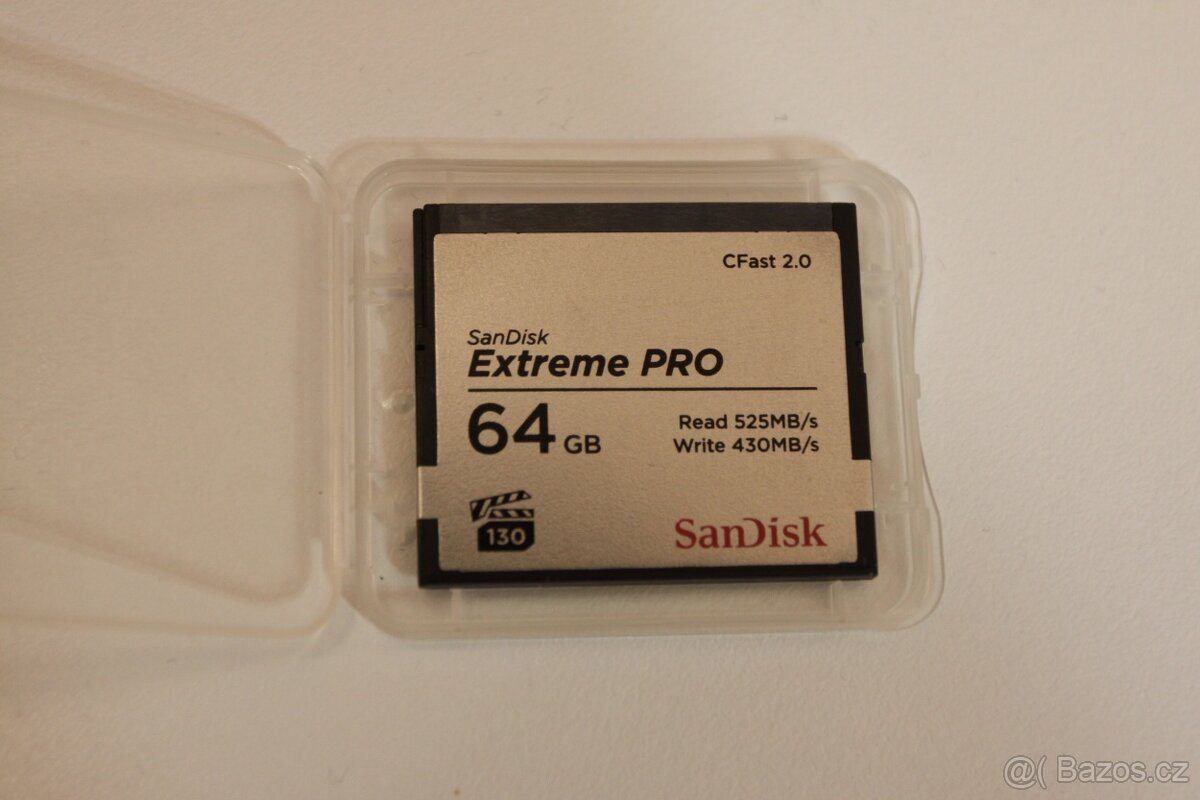 CFast 2.0
SanDisk
Extreme PRO
64 GB
Read 525MB/s
Write 430MB/s
130
SanDisk
@( Bazos.cz